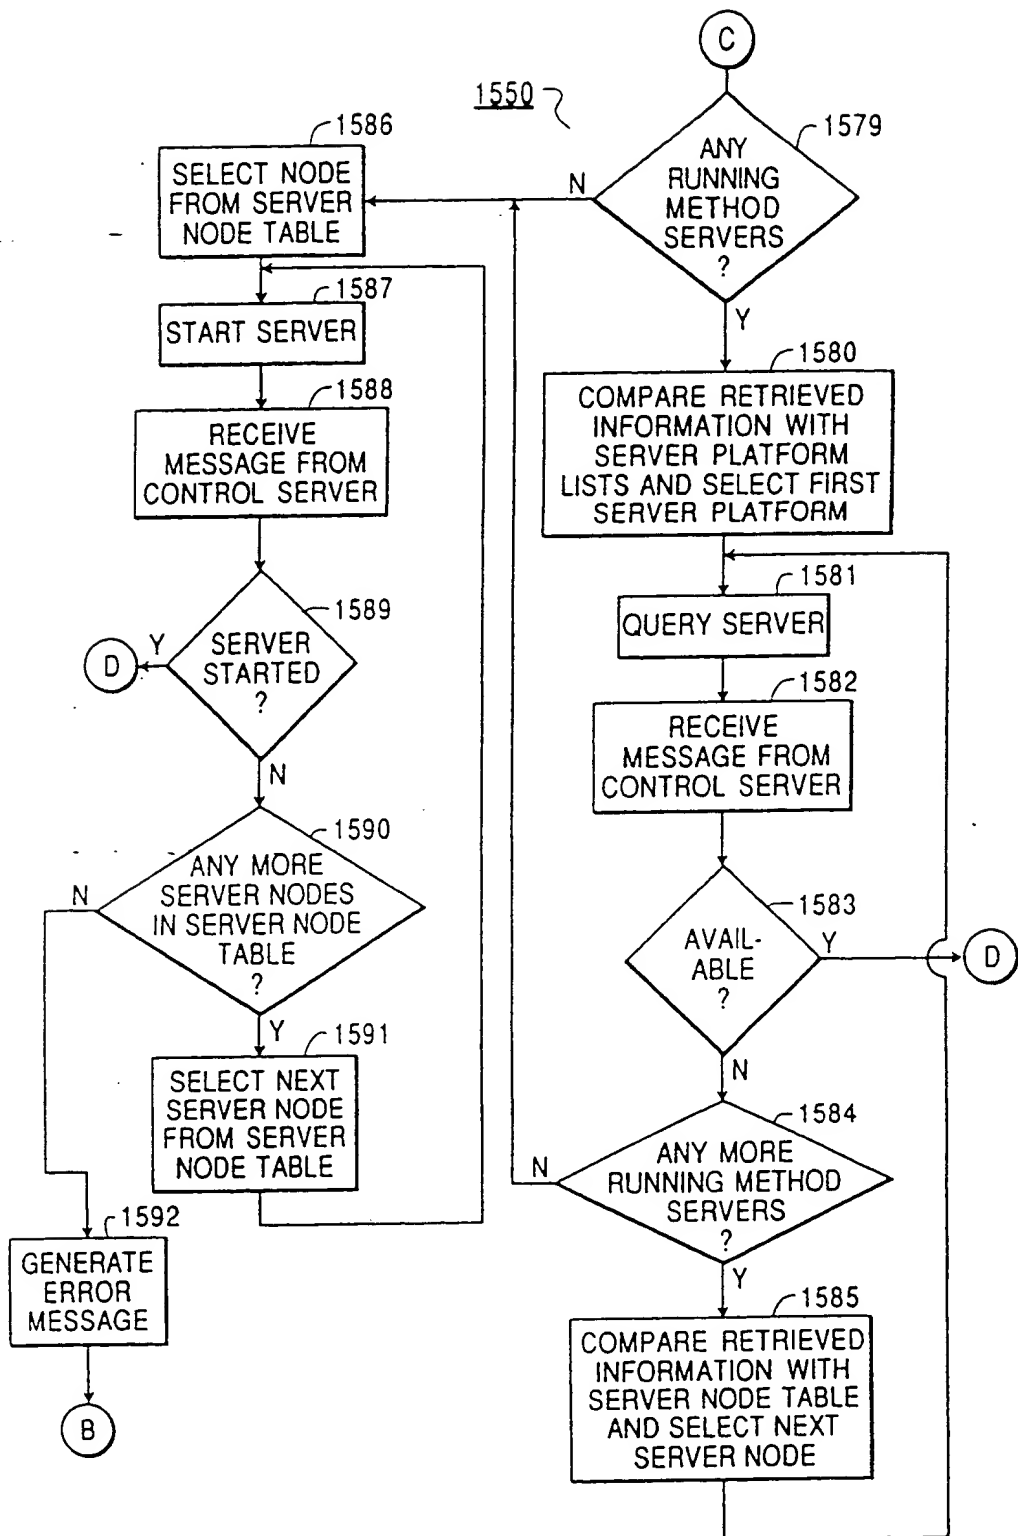 C
1550
1579
ANY
RUNNING
METHOD
SERVERS
?
N
Y
1586
SELECT NODE
FROM SERVER
NODE TABLE
1587
START SERVER
1588
RECEIVE
MESSAGE FROM
CONTROL SERVER
1589
SERVER
STARTED
?
Y
D
N
1590
ANY MORE
SERVER NODES
IN SERVER NODE
TABLE
?
N
Y
1591
SELECT NEXT
SERVER NODE
FROM SERVER
NODE TABLE
1592
GENERATE
ERROR
MESSAGE
B
1580
COMPARE RETRIEVED
INFORMATION WITH
SERVER PLATFORM
LISTS AND SELECT FIRST
SERVER PLATFORM
1581
QUERY SERVER
1582
RECEIVE
MESSAGE FROM
CONTROL SERVER
1583
AVAIL-
ABLE
?
Y
D
N
1584
ANY MORE
RUNNING METHOD
SERVERS
?
N
Y
1585
COMPARE RETRIEVED
INFORMATION WITH
SERVER NODE TABLE
AND SELECT NEXT
SERVER NODE